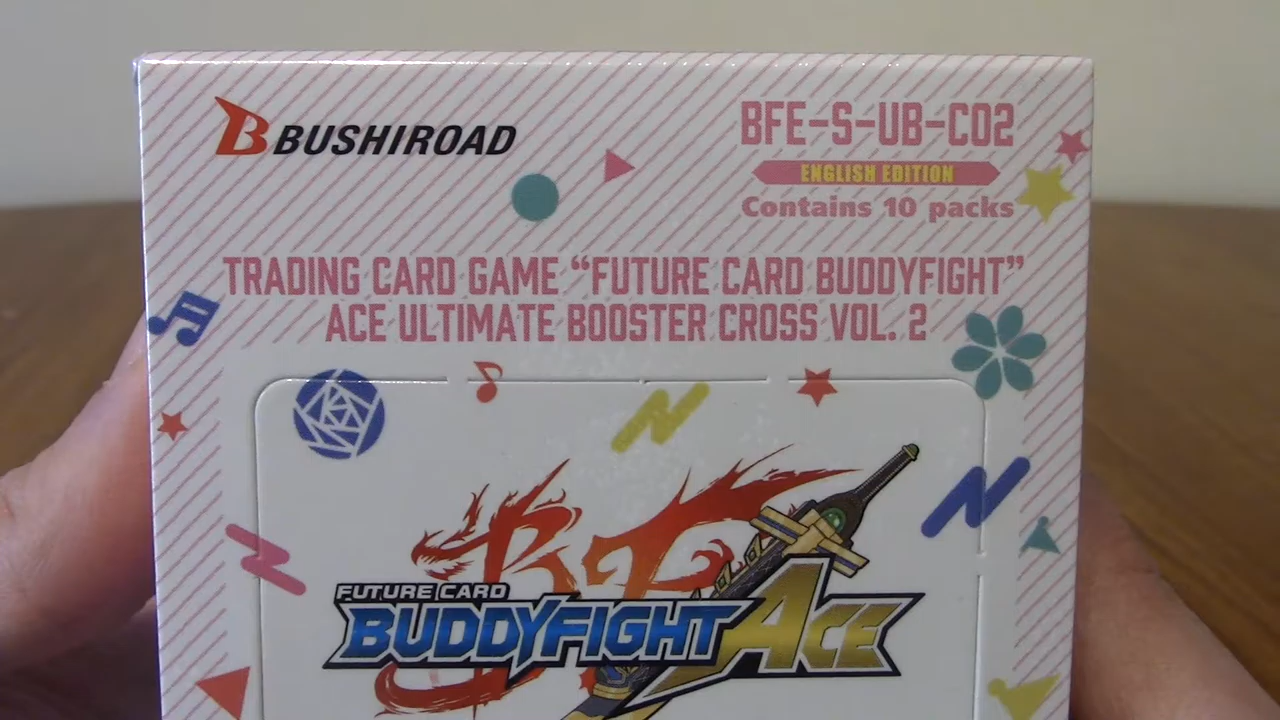 BUSHIROAD
BFE-S-UB-C02
ENGLISH EDITION
Contains 10 packs
TRADING CARD GAME “FUTURE CARD BUDDYFIGHT”
ACE ULTIMATE BOOSTER CROSS VOL. 2
BF
FUTURE CARD
BUDDYFIGHT ACE